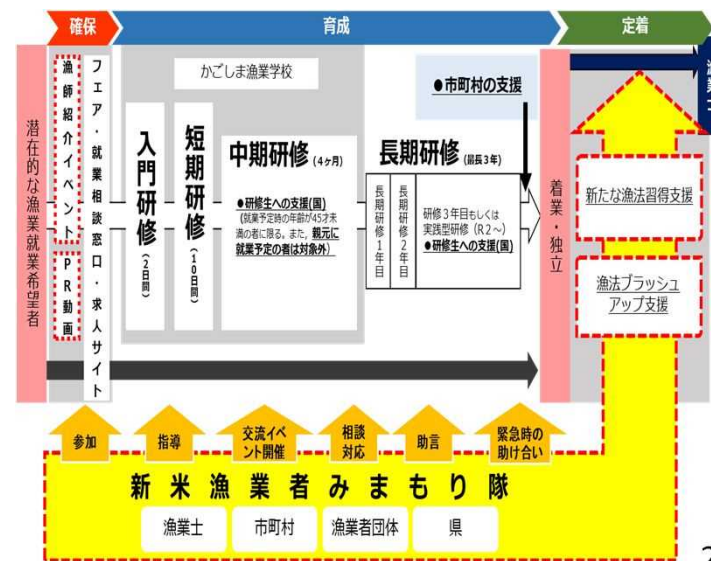 確保
育成
定着
潜在的な漁業就業希望者
漁師紹介イベント
PR動画
フェア・就業相談窓口・求人サイト
かごしま漁業学校
入門研修
(2日間)
短期研修
(10日間)
中期研修(4ヶ月)
●研修生への支援(国)
(就業予定時の年齢が45才未
満の者に限る。また,親元に
就業予定の者は対象外)
●市町村の支援
長期研修(最長3年)
長期研修1年目
長期研修2年目
研修3年目もしくは
実践型研修(R2～)
●研修生への支援(国)
着業・独立
漁業士
新たな漁法習得支援
漁法ブラッシュ
アップ支援
参加
指導
交流イベ
ント開催
相談
対応
助言
緊急時の
助け合い
新米漁業者みまもり隊
漁業士
市町村
漁業者団体
県